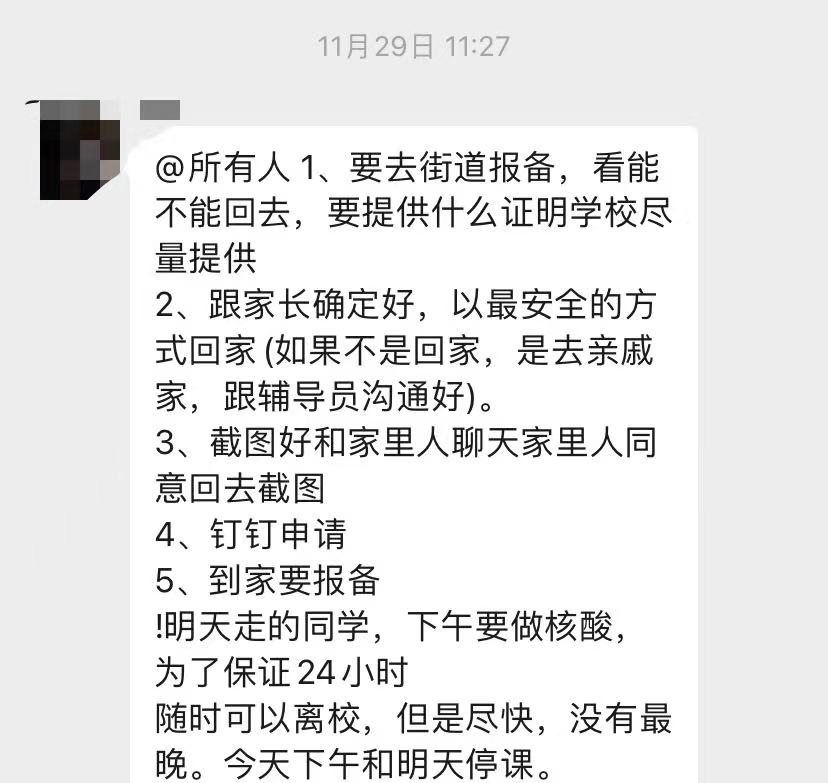 11月29日 11:27
@所有人 1、要去街道报备，看能
不能回去，要提供什么证明学校尽
量提供
2、跟家长确定好，以最安全的方
式回家(如果不是回家，是去亲戚
家，跟辅导员沟通好)。
3、截图好和家里人聊天家里人同
意回去截图
4、钉钉申请
5、到家要报备
!明天走的同学，下午要做核酸，
为了保证24小时
随时可以离校，但是尽快，没有最
晚。今天下午和明天停课。